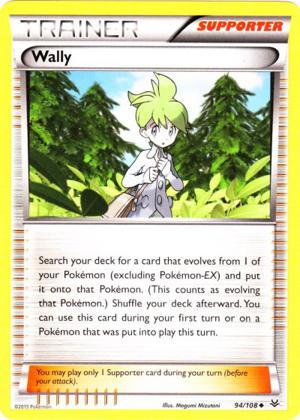 TRAINER
SUPPORTER
Wally
Search your deck for a card that evolves from 1 of
your Pokémon (excluding Pokémon-EX) and put
it onto that Pokémon. (This counts as evolving
that Pokémon.) Shuffle your deck afterward. You
can use this card during your first turn or on a
Pokémon that was put into play this turn.
You may play only 1 Supporter card during your turn (before
your attack).
©2015 Pokémon
Illus. Megumi Mizutani
94/108